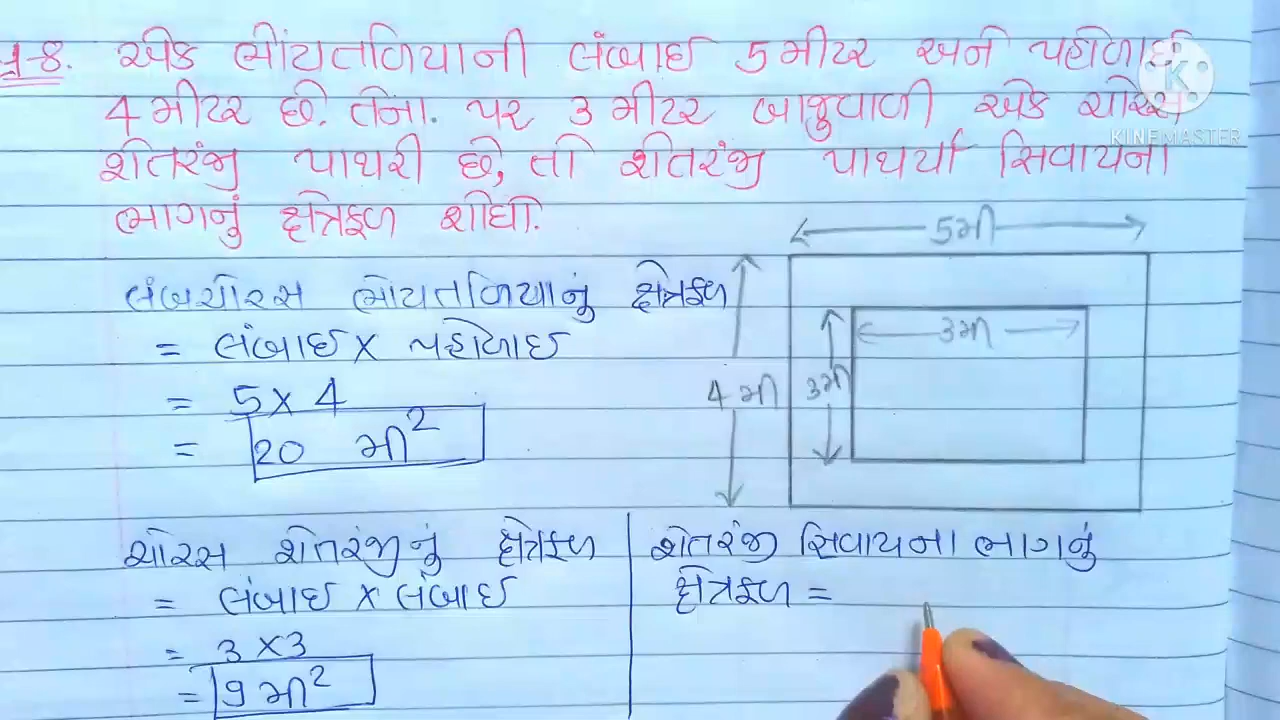 પ્ર-8. એક ભોંયતળિયાની લંબાઈ 5 મીટર અને પહોળાઈ
4 મીટર છે. તેના. પર 3 મીટર બાજુવાળી એક ચોરસ
શેતરંજી પાથરી છે, તો શેતરંજી પાથર્યા સિવાયના
ભાગનું ક્ષેત્રફળ શોધો.
K
KINEMASTER
5મી
4 મી
3મી
3મી
લંબચોરસ ભોંયતળિયાનું ક્ષેત્રફળ
= લંબાઈ X પહોળાઈ
= 5 X 4
= 20 મી²
ચોરસ શેતરંજીનું ક્ષેત્રફળ
= લંબાઈ X લંબાઈ
= 3 X 3
= 9 મી²
શેતરંજી સિવાયના ભાગનું
ક્ષેત્રફળ =